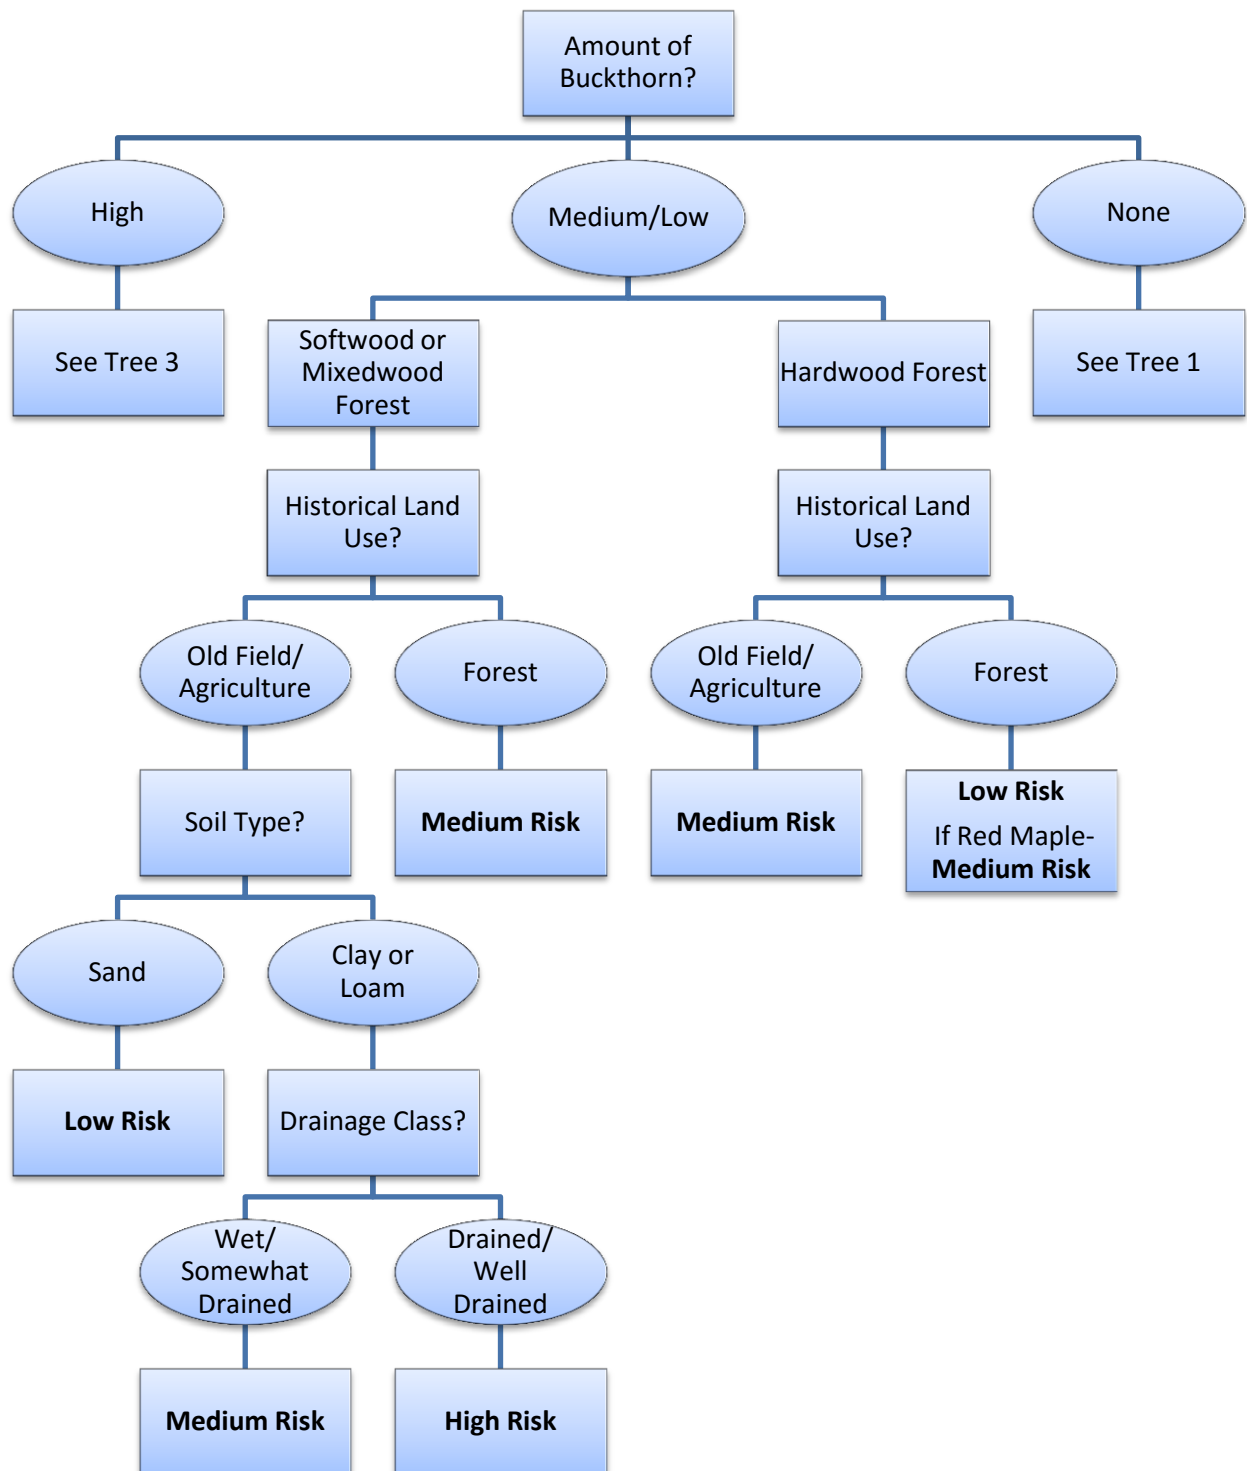 Amount of
Buckthorn?
High
Medium/Low
None
See Tree 3
Softwood or
Mixedwood
Forest
Hardwood Forest
See Tree 1
Historical Land
Use?
Historical Land
Use?
Old Field/
Agriculture
Forest
Old Field/
Agriculture
Forest
Soil Type?
Medium Risk
Medium Risk
Low Risk
If Red Maple-
Medium Risk
Sand
Clay or
Loam
Low Risk
Drainage Class?
Wet/
Somewhat
Drained
Drained/
Well
Drained
Medium Risk
High Risk